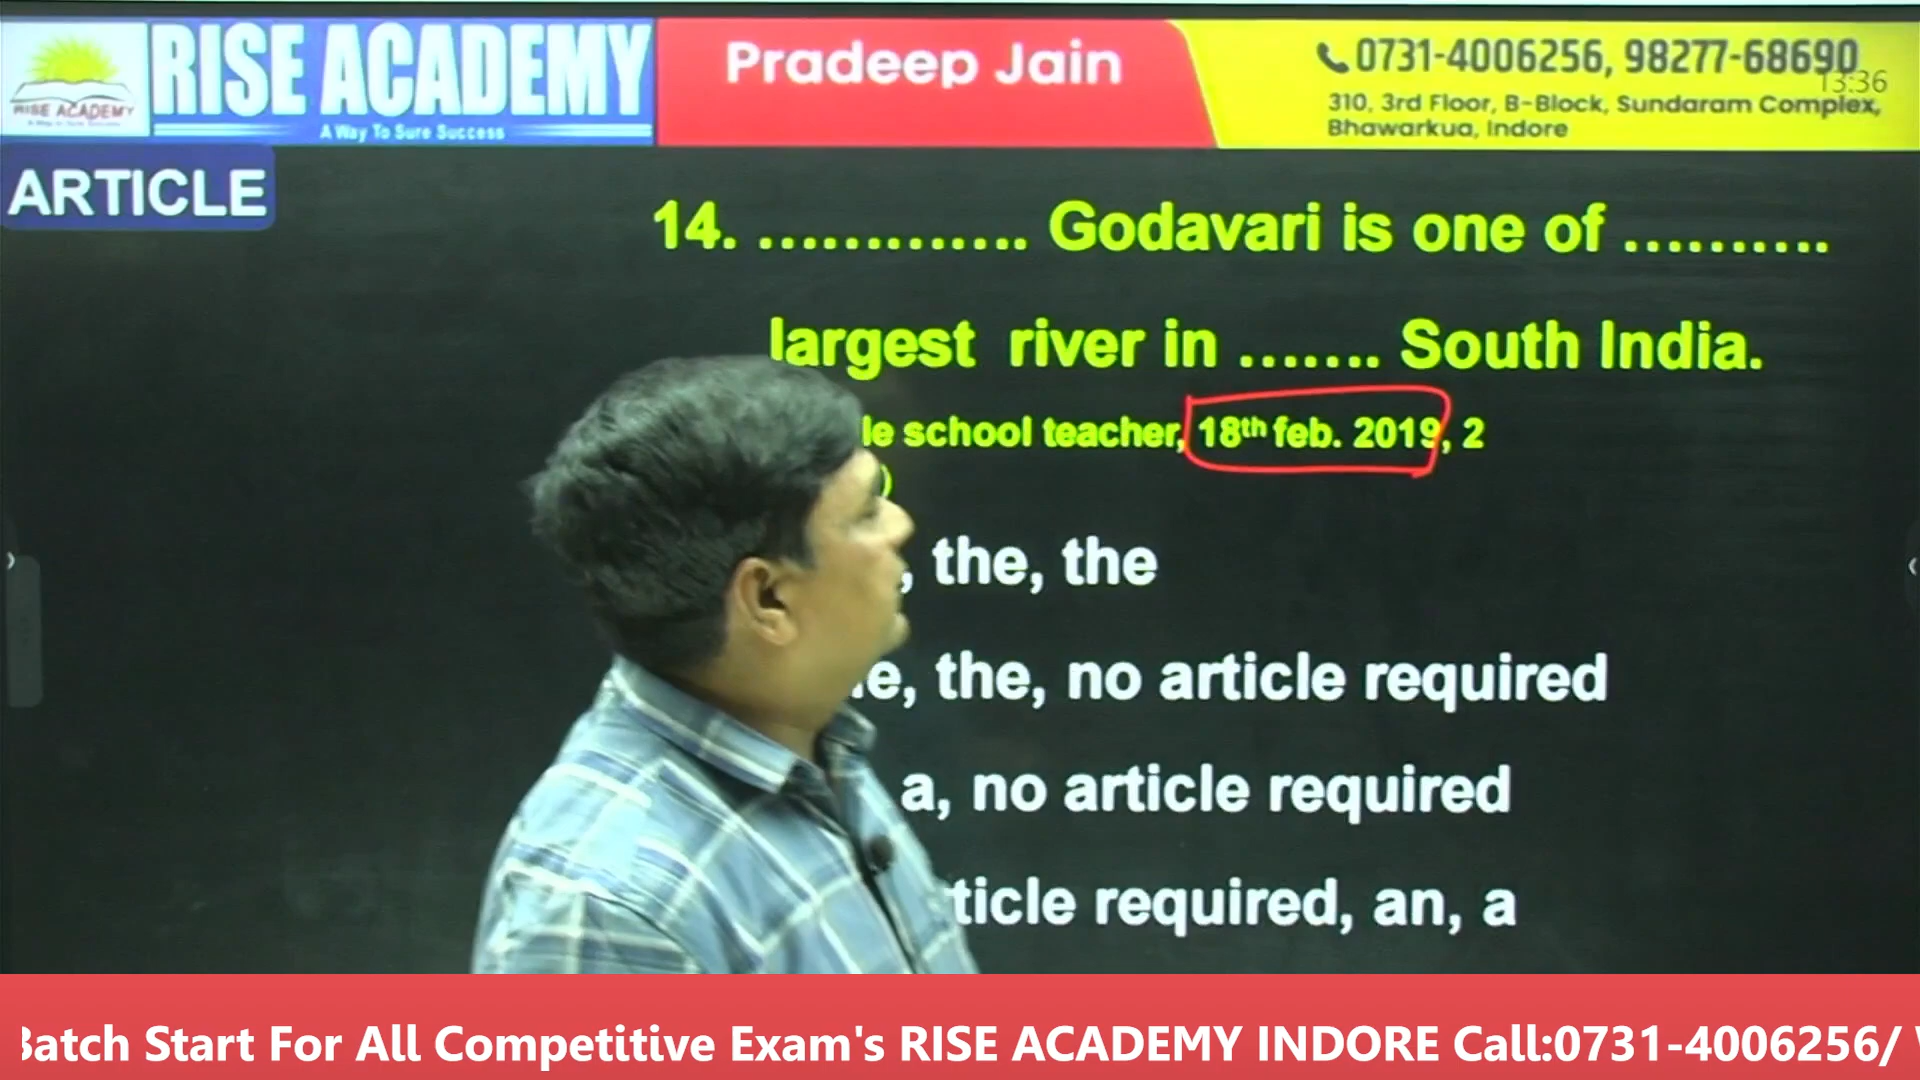 RISE ACADEMY
A Way To Sure Success
RISE ACADEMY
Pradeep Jain
0731-4006256, 98277-68690
13:36
310, 3rd Floor, B-Block, Sundaram Complex,
Bhawarkua, Indore
ARTICLE
14. ............. Godavari is one of ..........
largest river in ....... South India.
school teacher, 18th feb. 2019, 2
)
, the, the
, the, no article required
a, no article required
required, an, a
Batch Start For All Competitive Exam's RISE ACADEMY INDORE Call:0731-4006256/